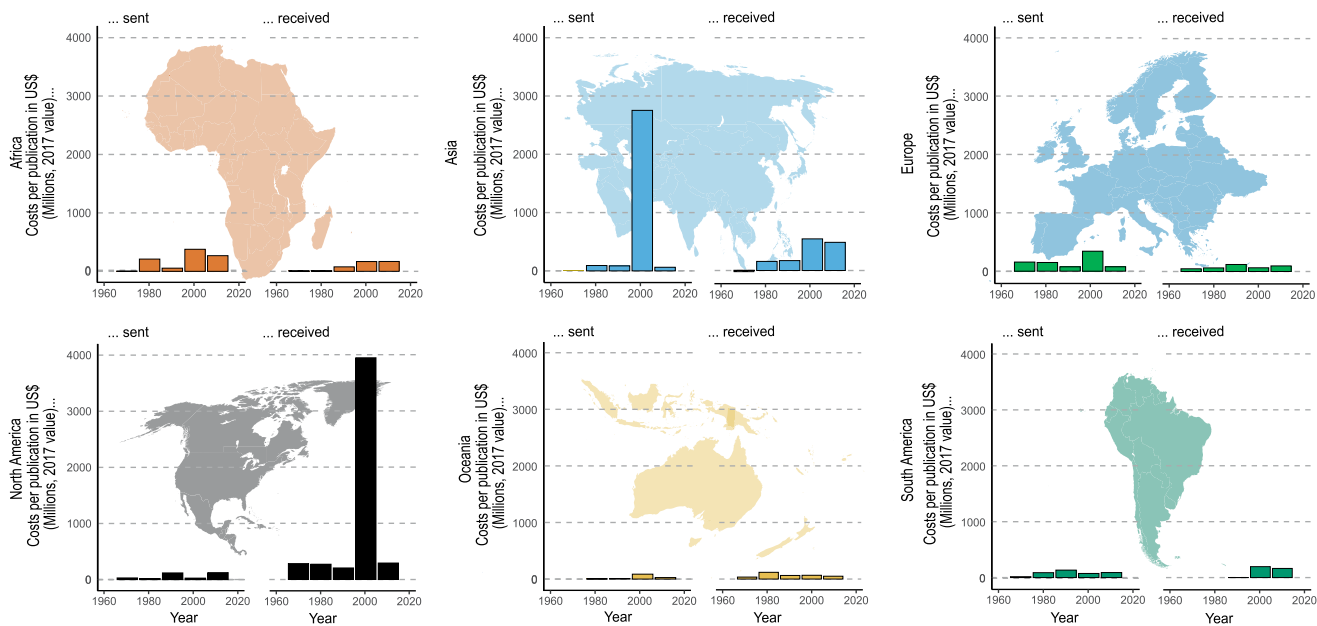 ... sent ... received
... sent ... received
... sent ... received
Africa
Costs per publication in US$
(Millions, 2017 value)...
4000
3000
2000
1000
0
1960 1980 2000 2020 1960 1980 2000 2020
Asia
Costs per publication in US$
(Millions, 2017 value)...
4000
3000
2000
1000
0
1960 1980 2000 2020 1960 1980 2000 2020
Europe
Costs per publication in US$
(Millions, 2017 value)...
4000
3000
2000
1000
0
1960 1980 2000 2020 1960 1980 2000 2020
... sent ... received
... sent ... received
... sent ... received
North America
Costs per publication in US$
(Millions, 2017 value)...
4000
3000
2000
1000
0
1960 1980 2000 2020 1960 1980 2000 2020
Year Year
Oceania
Costs per publication in US$
(Millions, 2017 value)...
4000
3000
2000
1000
0
1960 1980 2000 2020 1960 1980 2000 2020
Year Year
South America
Costs per publication in US$
(Millions, 2017 value)...
4000
3000
2000
1000
0
1960 1980 2000 2020 1960 1980 2000 2020
Year Year